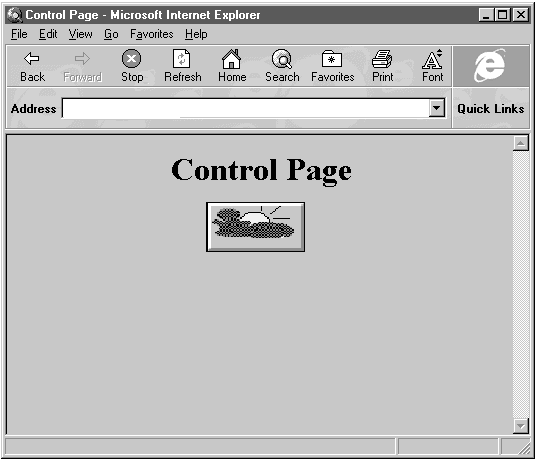 Control Page - Microsoft Internet Explorer
File Edit View Go Favorites Help
Back Forward Stop Refresh Home Search Favorites Print Font
Address Quick Links
Control Page